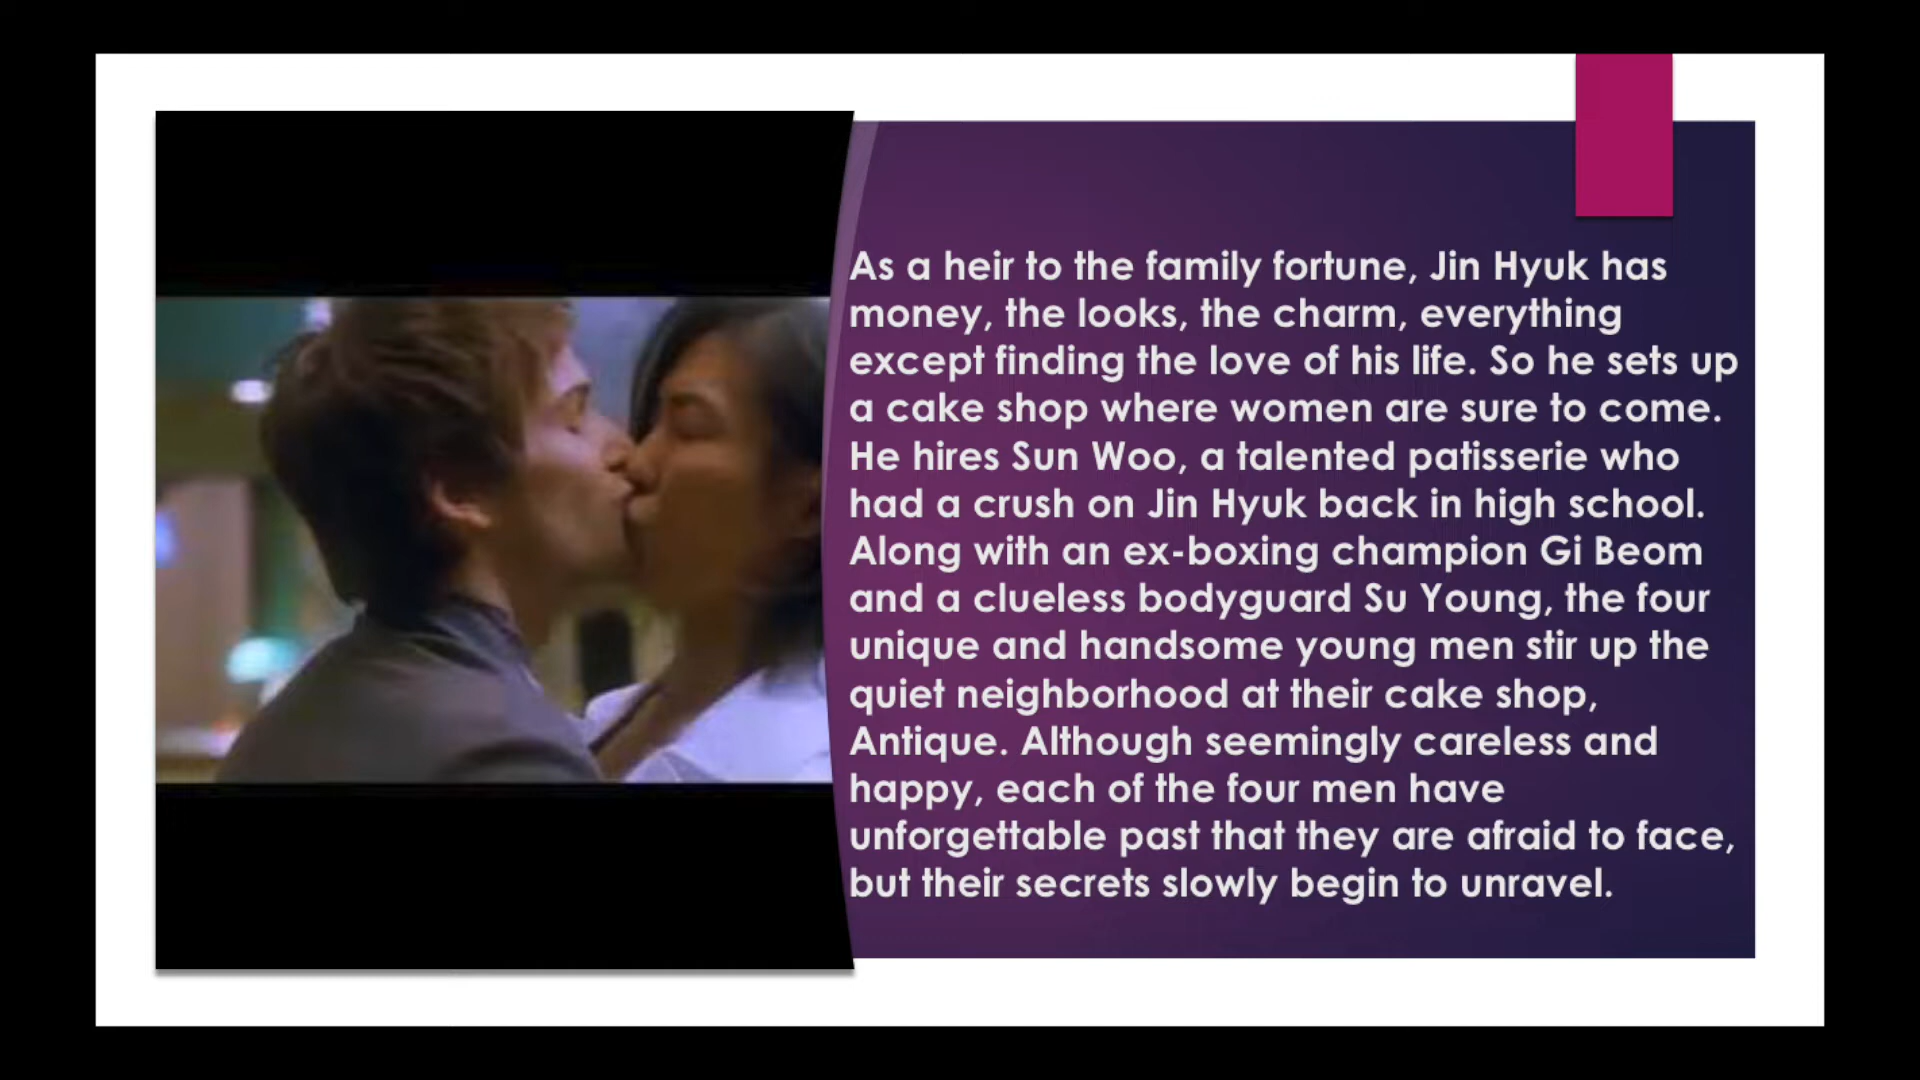 As a heir to the family fortune, Jin Hyuk has
money, the looks, the charm, everything
except finding the love of his life. So he sets up
a cake shop where women are sure to come.
He hires Sun Woo, a talented patisserie who
had a crush on Jin Hyuk back in high school.
Along with an ex-boxing champion Gi Beom
and a clueless bodyguard Su Young, the four
unique and handsome young men stir up the
quiet neighborhood at their cake shop,
Antique. Although seemingly careless and
happy, each of the four men have
unforgettable past that they are afraid to face,
but their secrets slowly begin to unravel.